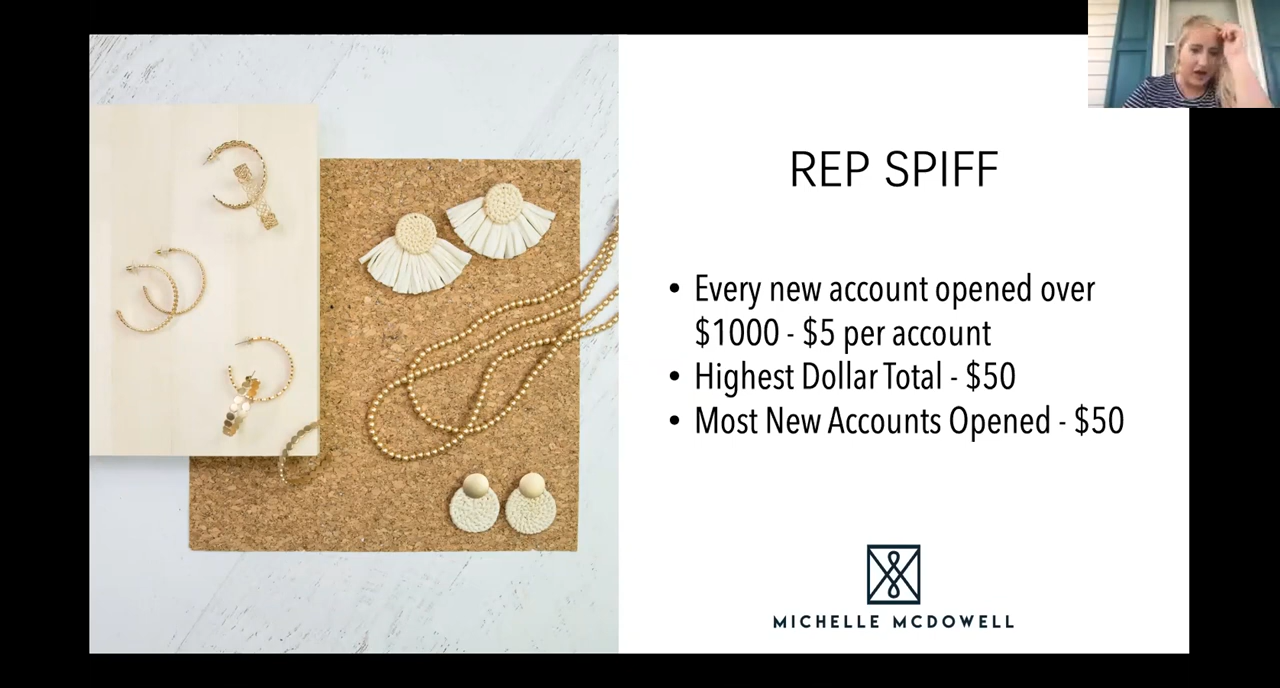 REP SPIFF
• Every new account opened over
$1000 - $5 per account
• Highest Dollar Total - $50
• Most New Accounts Opened - $50
MICHELLE MCDOWELL